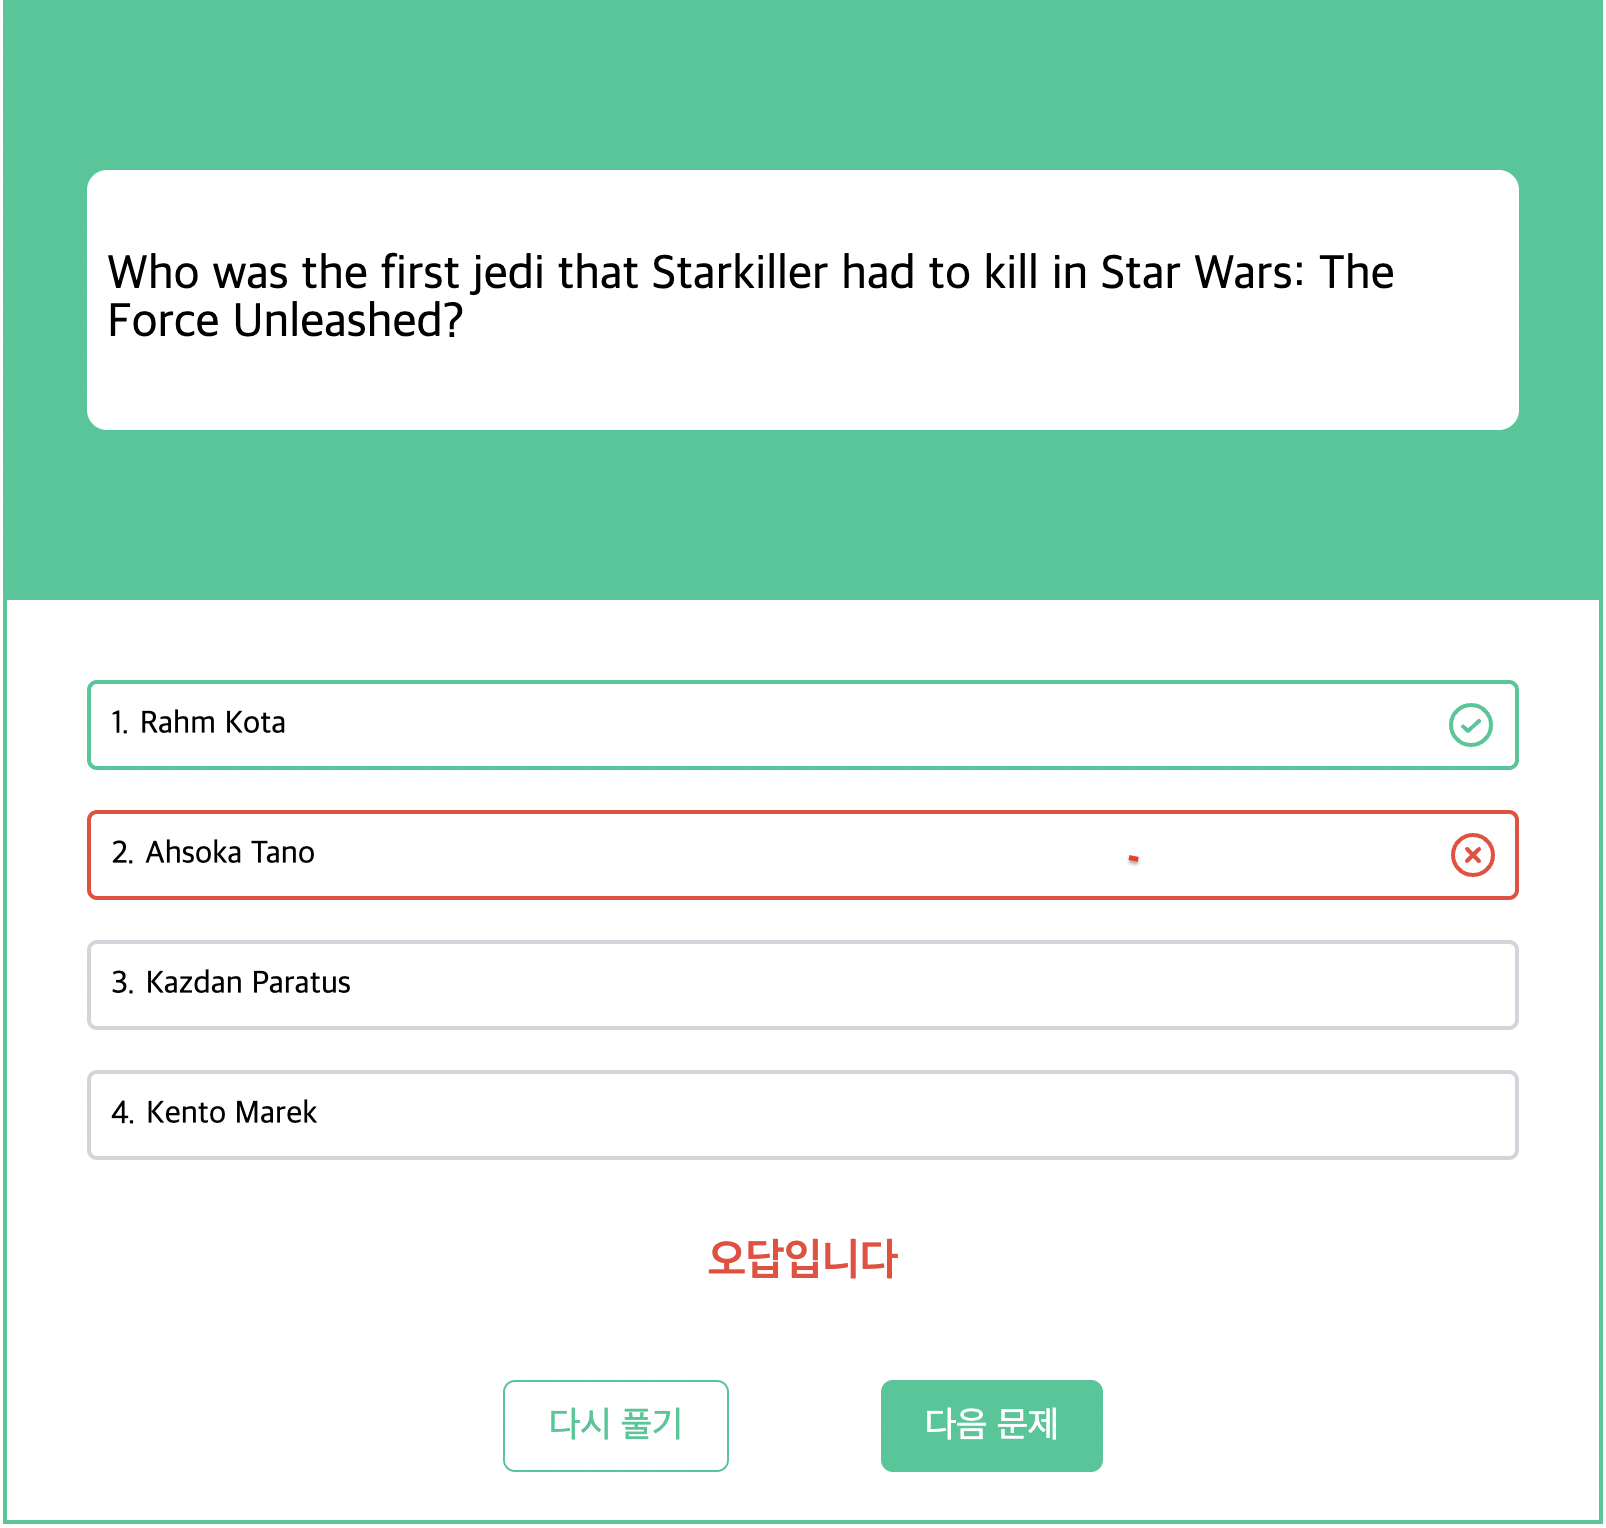 Who was the first jedi that Starkiller had to kill in Star Wars: The
Force Unleashed?
1. Rahm Kota
2. Ahsoka Tano
3. Kazdan Paratus
4. Kento Marek
오답입니다
다시 풀기
다음 문제